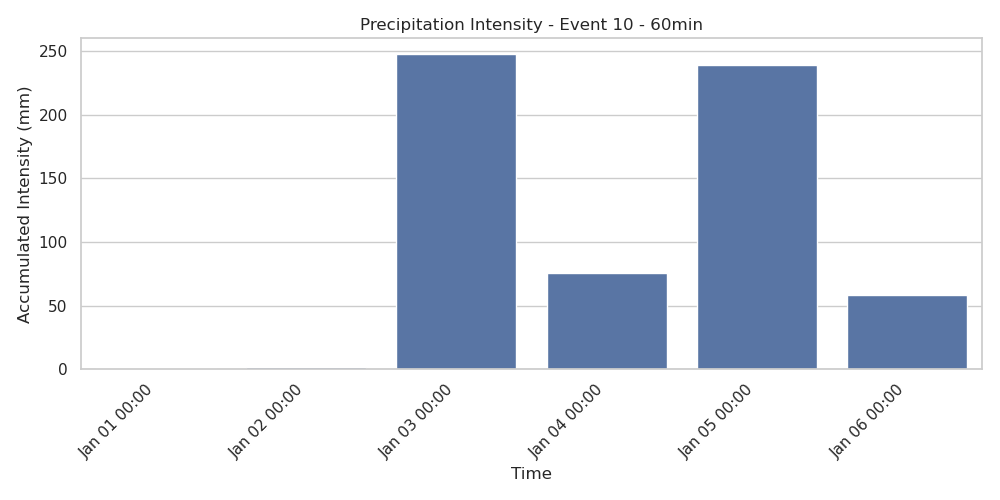 Precipitation Intensity - Event 10 - 60min
Accumulated Intensity (mm)
250
200
150
100
50
0
Jan 01 00:00
Jan 02 00:00
Jan 03 00:00
Jan 04 00:00
Jan 05 00:00
Jan 06 00:00
Time